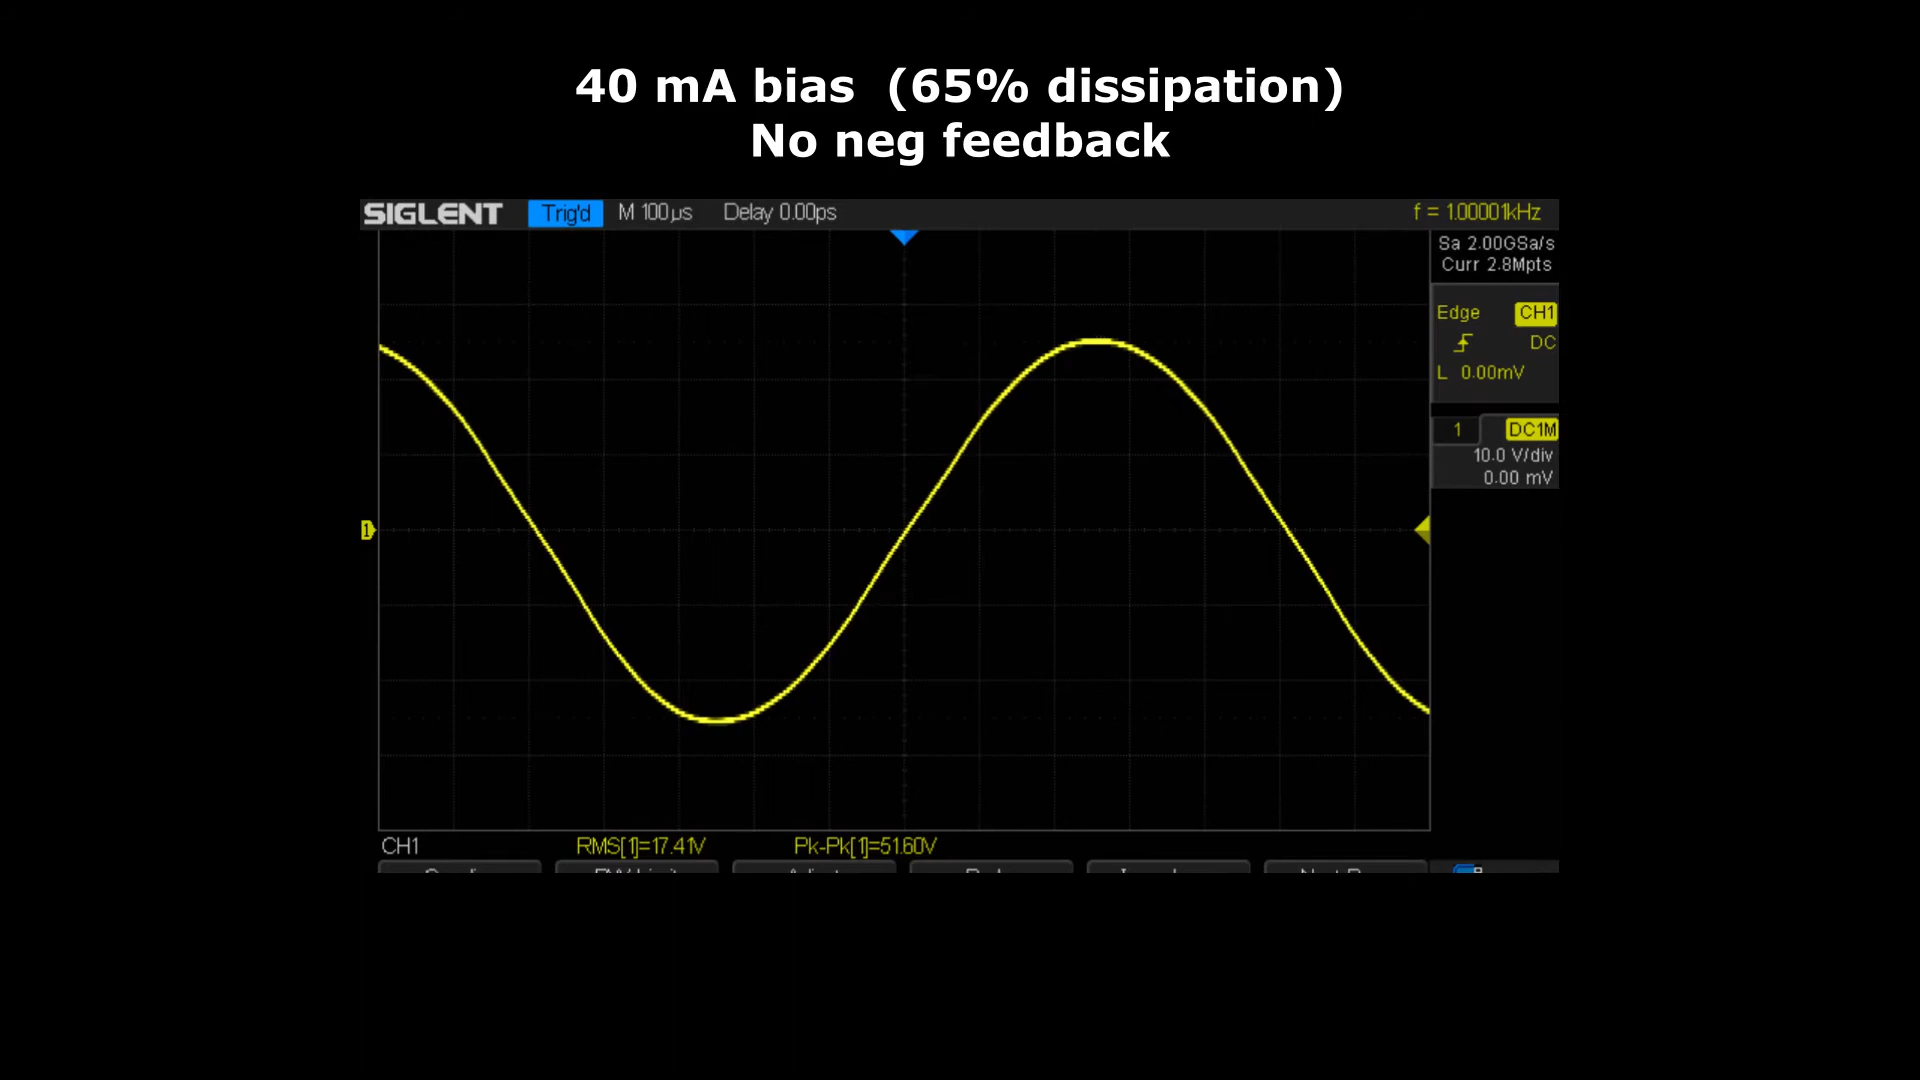 40 mA bias (65% dissipation)
No neg feedback
SIGLENT Trig'd M 100µs Delay 0.00ps f = 1.00001kHz
Sa 2.00GSa/s
Curr 2.8Mpts
Edge CH1
DC
L 0.00mV
1 DC1M
10.0 V/div
0.00 mV
1
CH1 RMS[1]=17.41V Pk-Pk[1]=51.60V